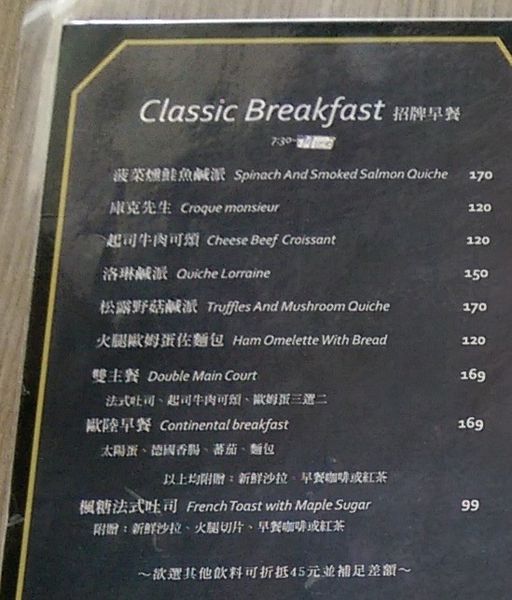 Classic Breakfast 招牌早餐
7:30~
菠菜燻鮭魚鹹派 Spinach And Smoked Salmon Quiche 170
庫克先生 Croque monsieur 120
起司牛肉可頌 Cheese Beef Croissant 120
洛琳鹹派 Quiche Lorraine 150
松露野菇鹹派 Truffles And Mushroom Quiche 170
火腿歐姆蛋佐麵包 Ham Omelette With Bread 120
雙主餐 Double Main Court 169
法式吐司、起司牛肉可頌、歐姆蛋三選二
歐陸早餐 Continental breakfast 169
太陽蛋、德國香腸、蕃茄、麵包
以上均附贈：新鮮沙拉、早餐咖啡或紅茶
楓糖法式吐司 French Toast with Maple Sugar 99
附贈：新鮮沙拉、火腿切片、早餐咖啡或紅茶
～欲選其他飲料可折抵45元並補足差額～